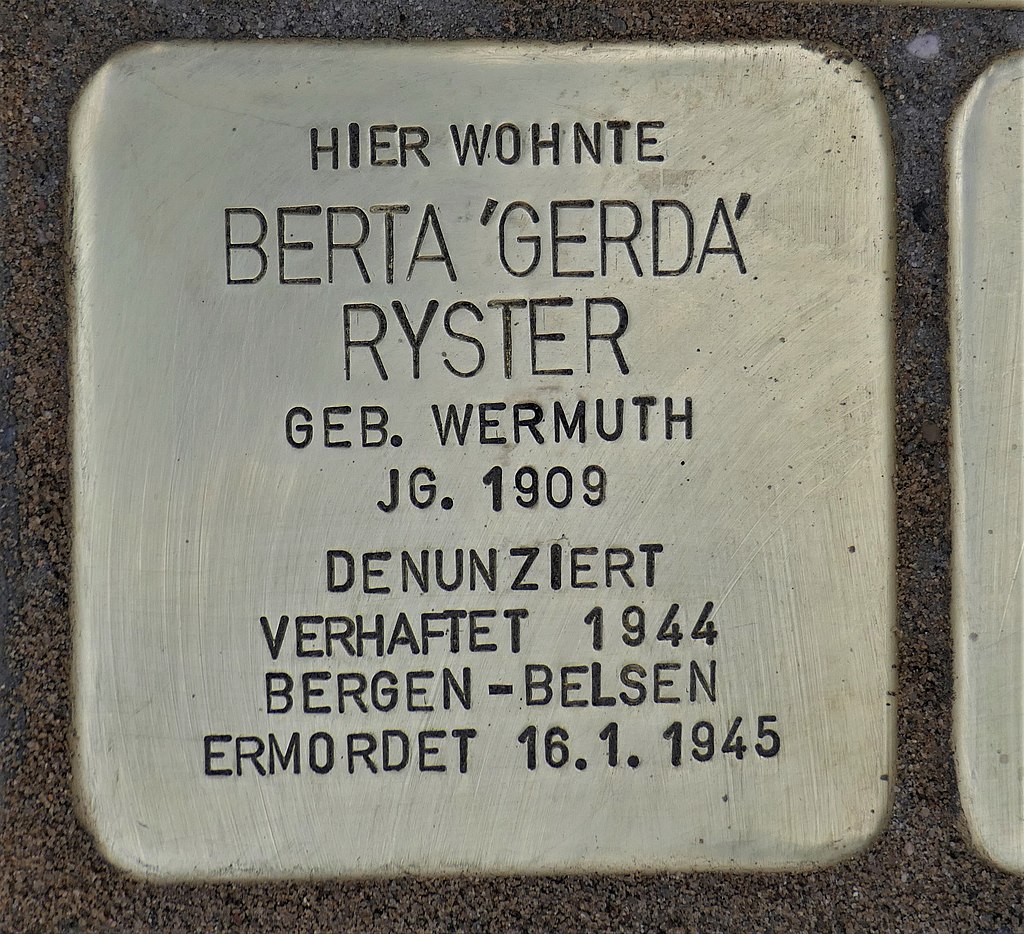 HIER WOHNTE
BERTA 'GERDA'
RYSTER
GEB. WERMUTH
JG. 1909
DENUNZIERT
VERHAFTET 1944
BERGEN-BELSEN
ERMORDET 16.1.1945